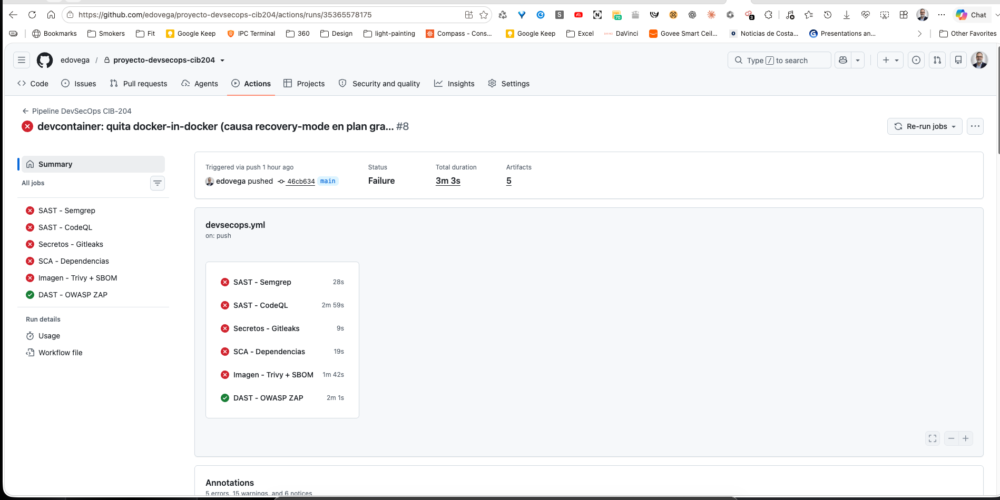 https://github.com/edovega/proyecto-devsecops-cib204/actions/runs/35365578175
S
N
70
3
Chat
Bookmarks
Smokers
Fit
Google Keep
IPC Terminal
360
Design
light-painting
Compass - Cons...
Google Keep
Excel
DaVinci
Govee Smart Ceil...
Noticias de Costa...
Presentations an...
Other Favorites
edovega / proyecto-devsecops-cib204
Type / to search
Code
Issues
Pull requests
Agents
Actions
Projects
Security and quality
Insights
Settings
Pipeline DevSecOps CIB-204
devcontainer: quita docker-in-docker (causa recovery-mode en plan gra... #8
Re-run jobs
Summary
All jobs
SAST - Semgrep
SAST - CodeQL
Secretos - Gitleaks
SCA - Dependencias
Imagen - Trivy + SBOM
DAST - OWASP ZAP
Run details
Usage
Workflow file
Triggered via push 1 hour ago
edovega pushed 46cb634 main
Status
Failure
Total duration
3m 3s
Artifacts
5
devsecops.yml
on: push
SAST - Semgrep 28s
SAST - CodeQL 2m 59s
Secretos - Gitleaks 9s
SCA - Dependencias 19s
Imagen - Trivy + SBOM 1m 42s
DAST - OWASP ZAP 2m 1s
Annotations
5 errors, 15 warnings, and 6 notices